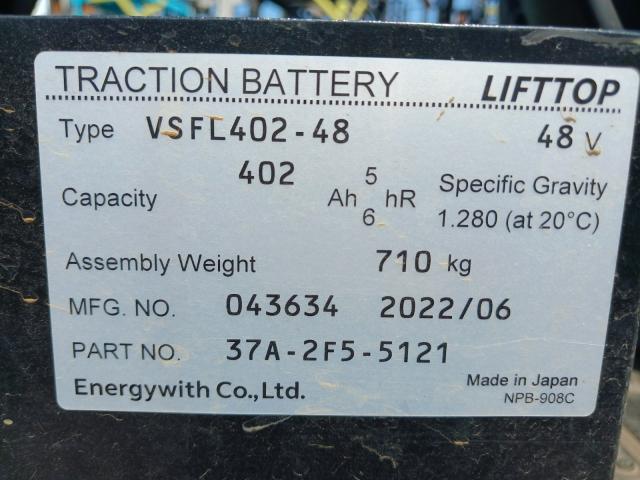 TRACTION BATTERY LIFTTOP
Type VSFL402-48 48 V
402 5
Capacity Ah hR Specific Gravity
6 1.280 (at 20°C)
Assembly Weight 710 kg
MFG. NO. 043634 2022/06
PART NO. 37A-2F5-5121
Energywith Co., Ltd. Made in Japan
NPB-908C